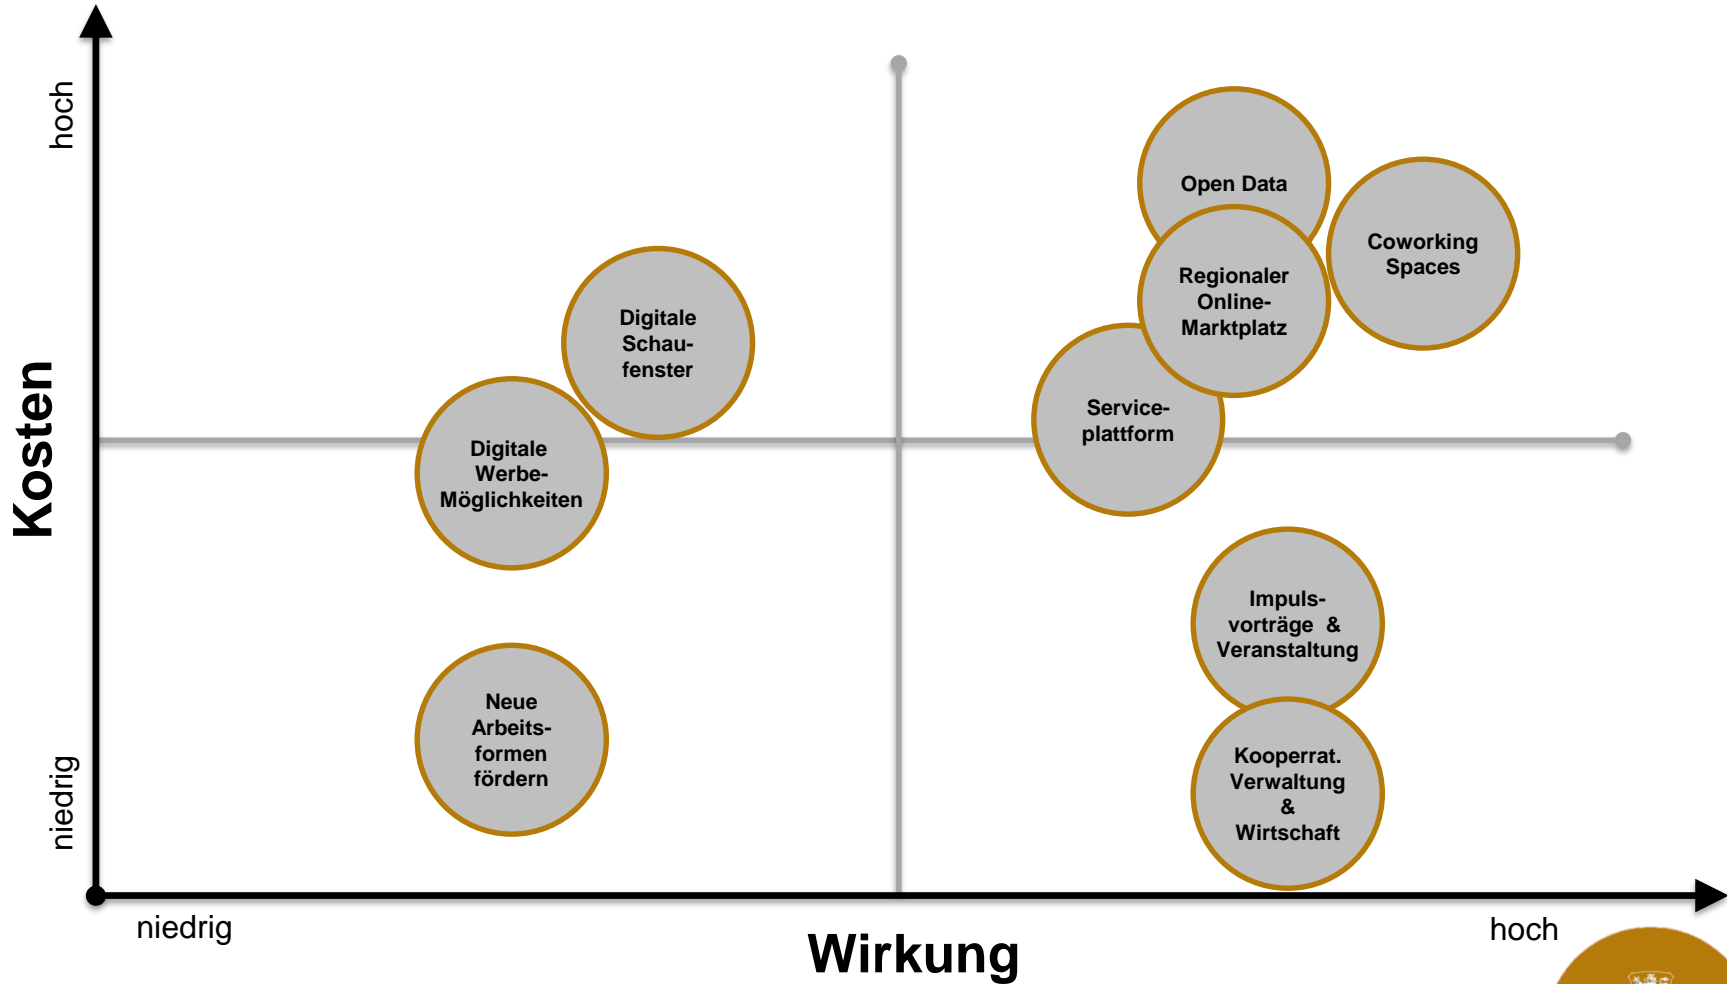 hoch
Open Data
Coworking
Spaces
Regionaler
Online-
Marktplatz
Digitale
Schau-
fenster
Service-
plattform
Digitale
Werbe-
Möglichkeiten
Kosten
Impuls-
vorträge &
Veranstaltung
Neue
Arbeits-
formen
fördern
Kooperrat.
Verwaltung
&
Wirtschaft
niedrig
niedrig
Wirkung
hoch